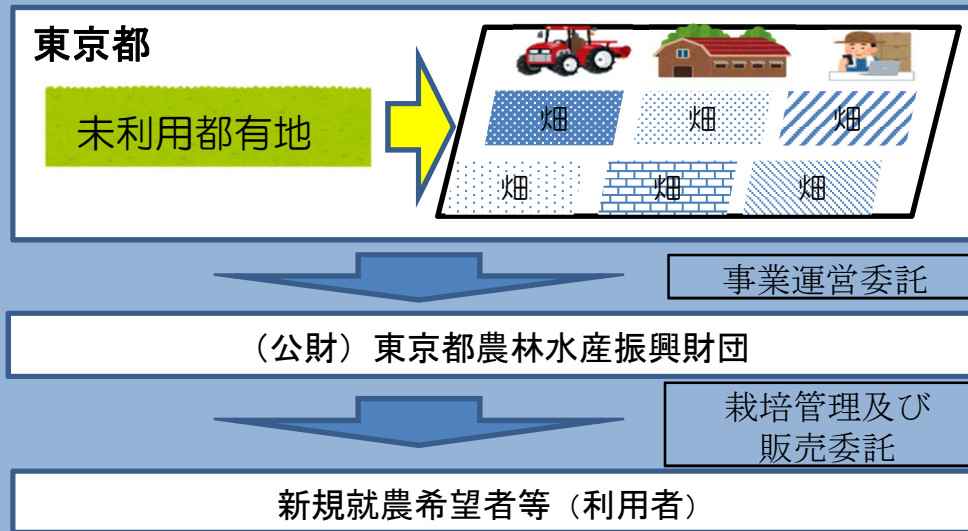 東京都
未利用都有地
畑
畑
畑
畑
畑
畑
事業運営委託
（公財）東京都農林水産振興財団
栽培管理及び
販売委託
新規就農希望者等（利用者）